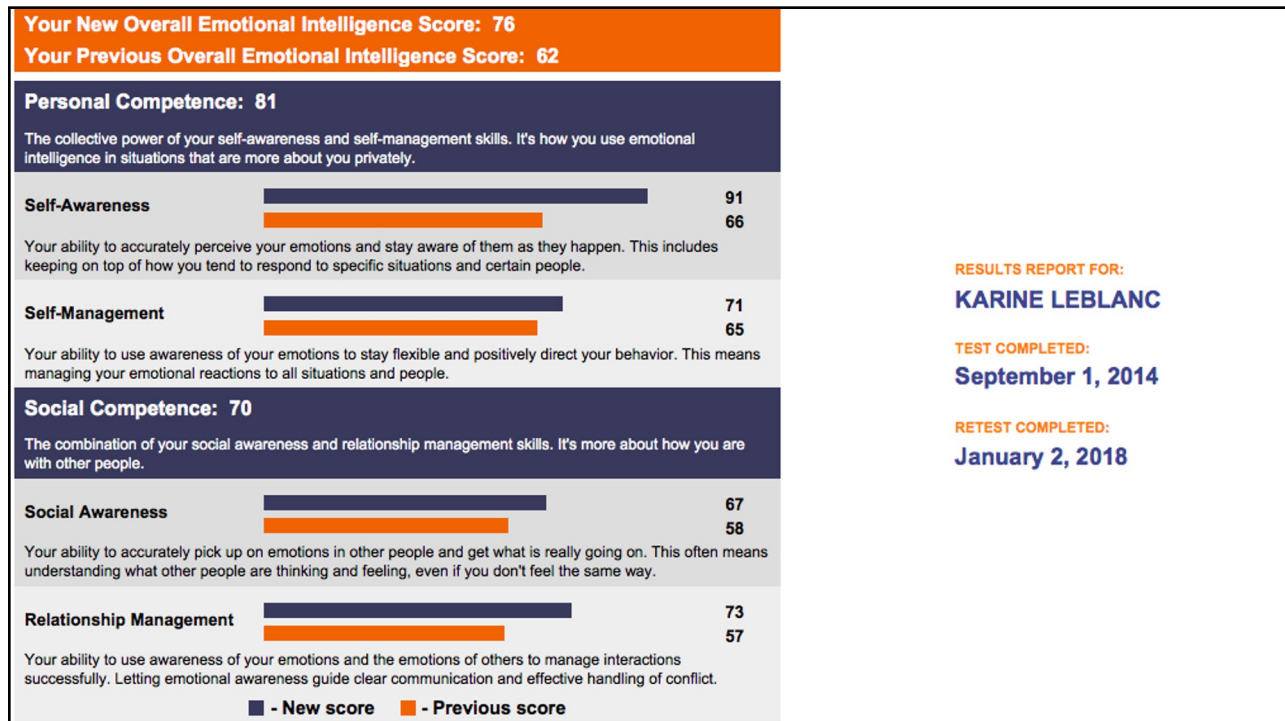 Your New Overall Emotional Intelligence Score: 76
Your Previous Overall Emotional Intelligence Score: 62
Personal Competence: 81
The collective power of your self-awareness and self-management skills. It's how you use emotional
intelligence in situations that are more about you privately.
Self-Awareness
91
66
Your ability to accurately perceive your emotions and stay aware of them as they happen. This includes
keeping on top of how you tend to respond to specific situations and certain people.
Self-Management
71
65
Your ability to use awareness of your emotions to stay flexible and positively direct your behavior. This means
managing your emotional reactions to all situations and people.
Social Competence: 70
The combination of your social awareness and relationship management skills. It's more about how you are
with other people.
Social Awareness
67
58
Your ability to accurately pick up on emotions in other people and get what is really going on. This often means
understanding what other people are thinking and feeling, even if you don't feel the same way.
Relationship Management
73
57
Your ability to use awareness of your emotions and the emotions of others to manage interactions
successfully. Letting emotional awareness guide clear communication and effective handling of conflict.
- New score - Previous score
RESULTS REPORT FOR:
KARINE LEBLANC
TEST COMPLETED:
September 1, 2014
RETEST COMPLETED:
January 2, 2018